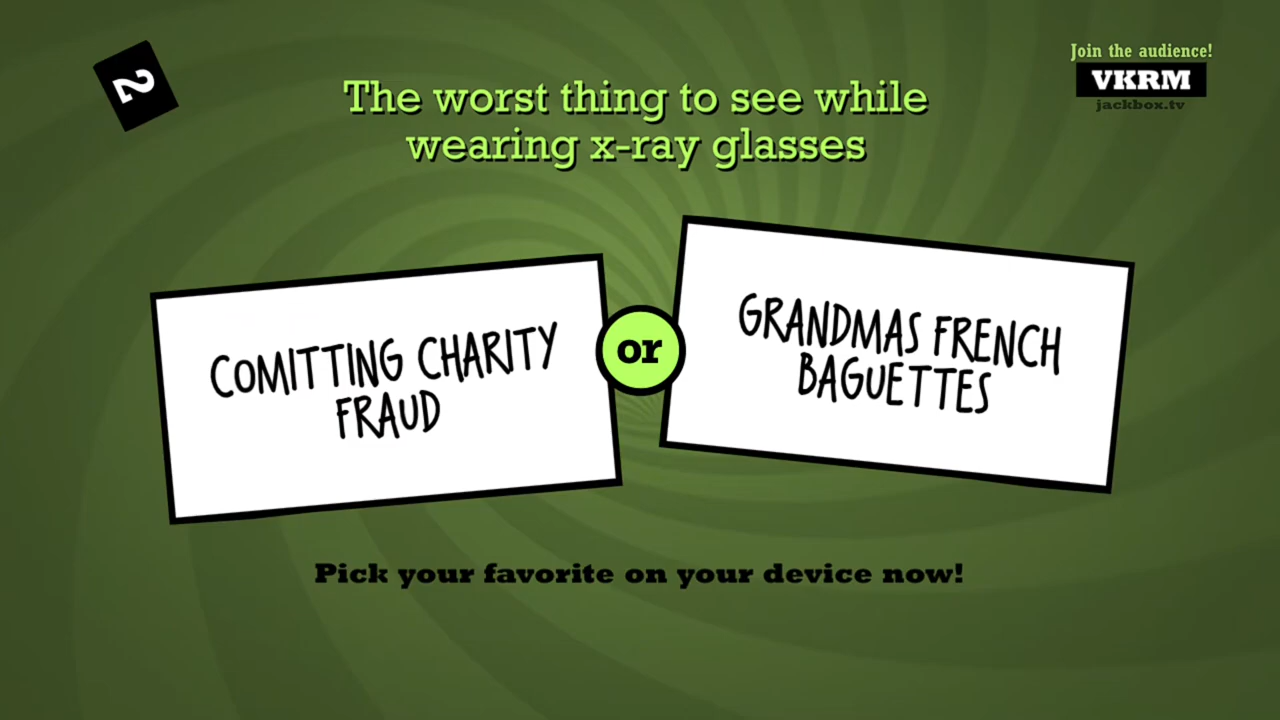 2
Join the audience!
VKRM
jackbox.tv
The worst thing to see while
wearing x-ray glasses
COMITTING CHARITY
FRAUD
or
GRANDMAS FRENCH
BAGUETTES
Pick your favorite on your device now!